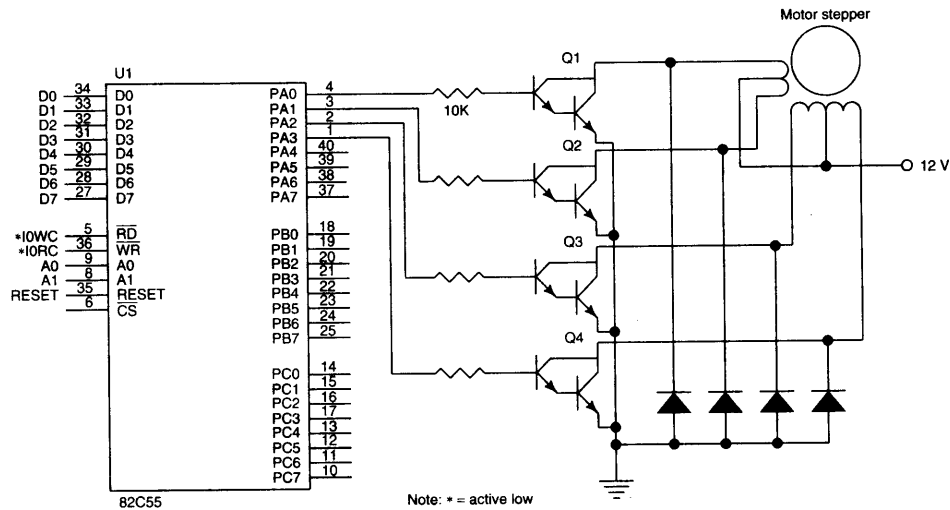 Motor stepper
U1
Q1
34 D0 D0 PA0 4
33 D1 D1 PA1 3
32 D2 D2 PA2 2
31 D3 D3 PA3 1
30 D4 D4 PA4 40
29 D5 D5 PA5 39
28 D6 D6 PA6 38
27 D7 D7 PA7 37
10K
Q2
12 V
*I0WC 5 RD PB0 18
*I0RC 36 WR PB1 19
A0 9 A0 PB2 20
A1 8 A1 PB3 21
RESET 35 RESET PB4 22
6 CS PB5 23
PB6 24
PB7 25
Q3
Q4
PC0 14
PC1 15
PC2 16
PC3 17
PC4 13
PC5 12
PC6 11
PC7 10
82C55
Note: * = active low